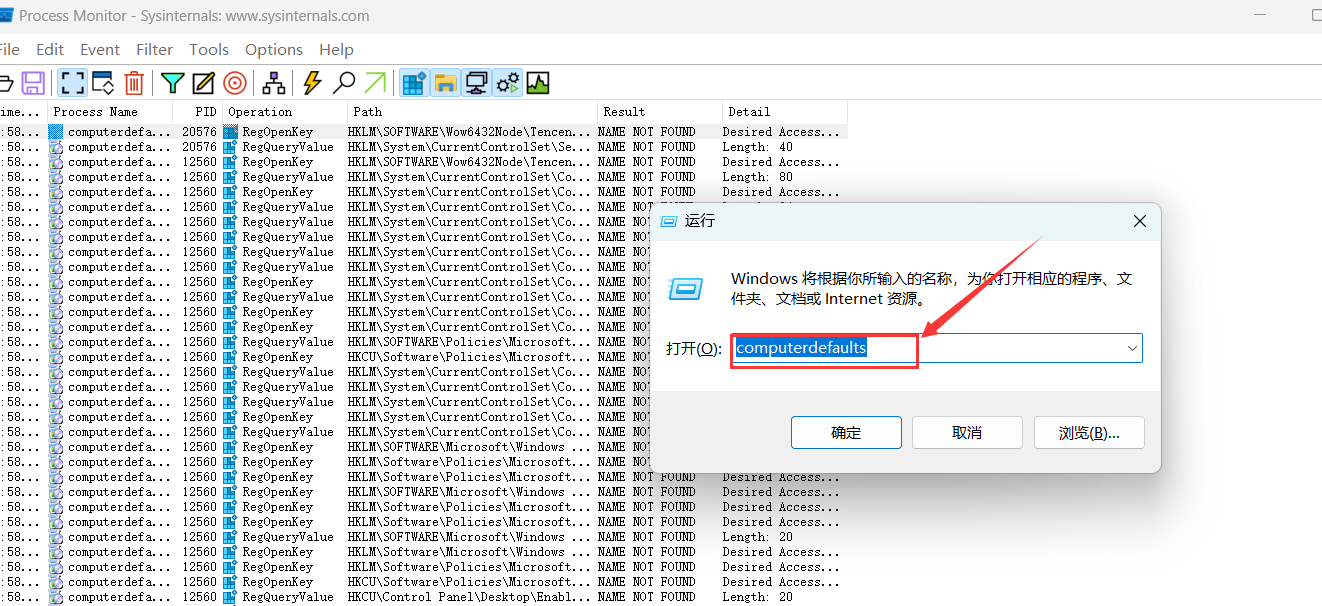 Process Monitor - Sysinternals: www.sysinternals.com
File Edit Event Filter Tools Options Help
ime... Process Name PID Operation Path Result Detail
:58... computerdefa... 20576 RegOpenKey HKLM\SOFTWARE\Wow6432Node\Tencen... NAME NOT FOUND Desired Access...
:58... computerdefa... 20576 RegQueryValue HKLM\System\CurrentControlSet\Se... NAME NOT FOUND Length: 40
:58... computerdefa... 12560 RegOpenKey HKLM\SOFTWARE\Wow6432Node\Tencen... NAME NOT FOUND Desired Access...
:58... computerdefa... 12560 RegQueryValue HKLM\System\CurrentControlSet\Co... NAME NOT FOUND Length: 80
:58... computerdefa... 12560 RegOpenKey HKLM\System\CurrentControlSet\Co... NAME NOT FOUND Desired Access...
:58... computerdefa... 12560 RegQueryValue HKLM\System\CurrentControlSet\Co... NAME NOT
:58... computerdefa... 12560 RegQueryValue HKLM\System\CurrentControlSet\Co... NAME NOT
:58... computerdefa... 12560 RegQueryValue HKLM\System\CurrentControlSet\Co... NAME NOT
:58... computerdefa... 12560 RegQueryValue HKLM\System\CurrentControlSet\Co... NAME NOT
:58... computerdefa... 12560 RegOpenKey HKLM\System\CurrentControlSet\Co... NAME NOT
:58... computerdefa... 12560 RegOpenKey HKLM\System\CurrentControlSet\Co... NAME NOT
:58... computerdefa... 12560 RegQueryValue HKLM\System\CurrentControlSet\Co... NAME NOT
:58... computerdefa... 12560 RegOpenKey HKLM\System\CurrentControlSet\Co... NAME NOT
:58... computerdefa... 12560 RegOpenKey HKLM\System\CurrentControlSet\Co... NAME NOT
:58... computerdefa... 12560 RegOpenKey HKLM\SOFTWARE\Policies\Microsoft... NAME NOT
:58... computerdefa... 12560 RegOpenKey HKCU\Software\Policies\Microsoft... NAME NOT
:58... computerdefa... 12560 RegQueryValue HKLM\System\CurrentControlSet\Co... NAME NOT
:58... computerdefa... 12560 RegQueryValue HKLM\System\CurrentControlSet\Co... NAME NOT
:58... computerdefa... 12560 RegQueryValue HKLM\System\CurrentControlSet\Co... NAME NOT
:58... computerdefa... 12560 RegOpenKey HKLM\System\CurrentControlSet\Co... NAME NOT
:58... computerdefa... 12560 RegQueryValue HKLM\System\CurrentControlSet\Co... NAME NOT
:58... computerdefa... 12560 RegOpenKey HKLM\SOFTWARE\Microsoft\Windows ... NAME NOT
:58... computerdefa... 12560 RegOpenKey HKLM\Software\Policies\Microsoft... NAME NOT
:58... computerdefa... 12560 RegOpenKey HKLM\Software\Policies\Microsoft... NAME NOT FOUND Desired Access...
:58... computerdefa... 12560 RegOpenKey HKLM\SOFTWARE\Microsoft\Windows ... NAME NOT FOUND Desired Access...
:58... computerdefa... 12560 RegOpenKey HKLM\Software\Policies\Microsoft... NAME NOT FOUND Desired Access...
:58... computerdefa... 12560 RegOpenKey HKLM\Software\Policies\Microsoft... NAME NOT FOUND Desired Access...
:58... computerdefa... 12560 RegQueryValue HKLM\SOFTWARE\Microsoft\Windows ... NAME NOT FOUND Length: 20
:58... computerdefa... 12560 RegOpenKey HKLM\Software\Microsoft\Windows ... NAME NOT FOUND Desired Access...
:58... computerdefa... 12560 RegOpenKey HKLM\Software\Policies\Microsoft... NAME NOT FOUND Desired Access...
:58... computerdefa... 12560 RegOpenKey HKCU\Software\Policies\Microsoft... NAME NOT FOUND Desired Access...
:58... computerdefa... 12560 RegQueryValue HKCU\Control Panel\Desktop\Enabl... NAME NOT FOUND Length: 20
运行
Windows 将根据你所输入的名称，为你打开相应的程序、文
件夹、文档或 Internet 资源。
打开(O): computerdefaults
确定 取消 浏览(B)...